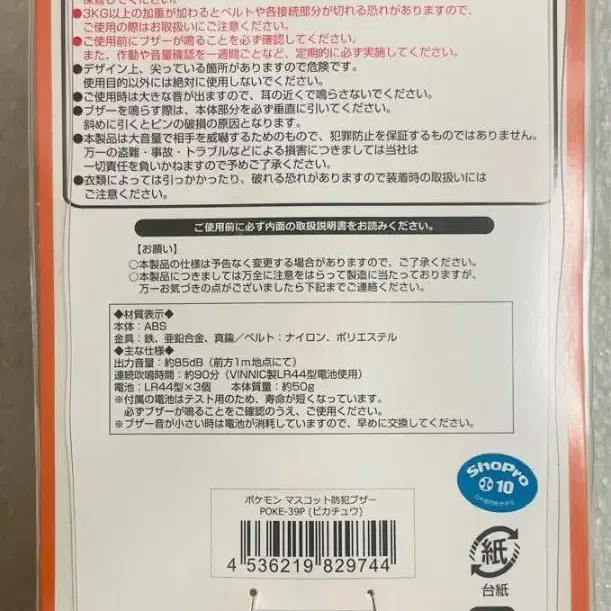 ●3KG以上の加重が加わるとベルトや各接続部分が切れる恐れがありますので、
ご使用の際はお取扱いにご注意ください。
●ご使用前にブザーが鳴ることを必ず確認してください。
また、作動や音量確認を一週間ごとなど、定期的に必ず実施してください。
●デザイン上、尖っている箇所がありますので危険です。
使用目的以外には絶対に使用しないでください。
●ご使用時は大きな音が出ますので、耳の近くで鳴らさないでください。
●ブザーを鳴らす際は、本体部分を必ず垂直に引いてください。
斜めに引くとピンの破損の原因となります。
●本製品は大音量で相手を威嚇するためのもので、犯罪防止を保証するものではありません。
万一の盗難・事故・トラブルなどによる損害につきましては当社は
一切責任を負いかねますので予めご了承ください。
●衣類によっては引っかかったり、破れる恐れがありますので装着時の取扱いには
ご注意ください。
ご使用前に必ず内面の取扱説明書をお読みください。
【お願い】
○本製品の仕様は予告なく変更する場合がありますので、ご了承ください。
○本製品につきましては万全に注意をはらって製造に当たっておりますが、
万一お気づきの点がございましたら下記までご連絡ください。
◆材質表示◆
本体：ABS
金具：鉄、亜鉛合金、真鍮／ベルト：ナイロン、ポリエステル
◆主な仕様◆
出力音量：約85dB（前方1m地点にて）
連続吹鳴時間：約90分（VINNIC製LR44型電池使用）
電池：LR44型×3個　本体質量：約50g
※付属の電池はテスト用のため、寿命が短くなっています。
必ずブザーが鳴ることをご確認のうえ、ご使用ください。
※ブザー音が小さい時は電池が消耗していますので、早めに交換してください。
ShoPro
10
ポケモン マスコット防犯ブザー
POKE-39P (ピカチュウ)
4 536219 829744
紙
台紙